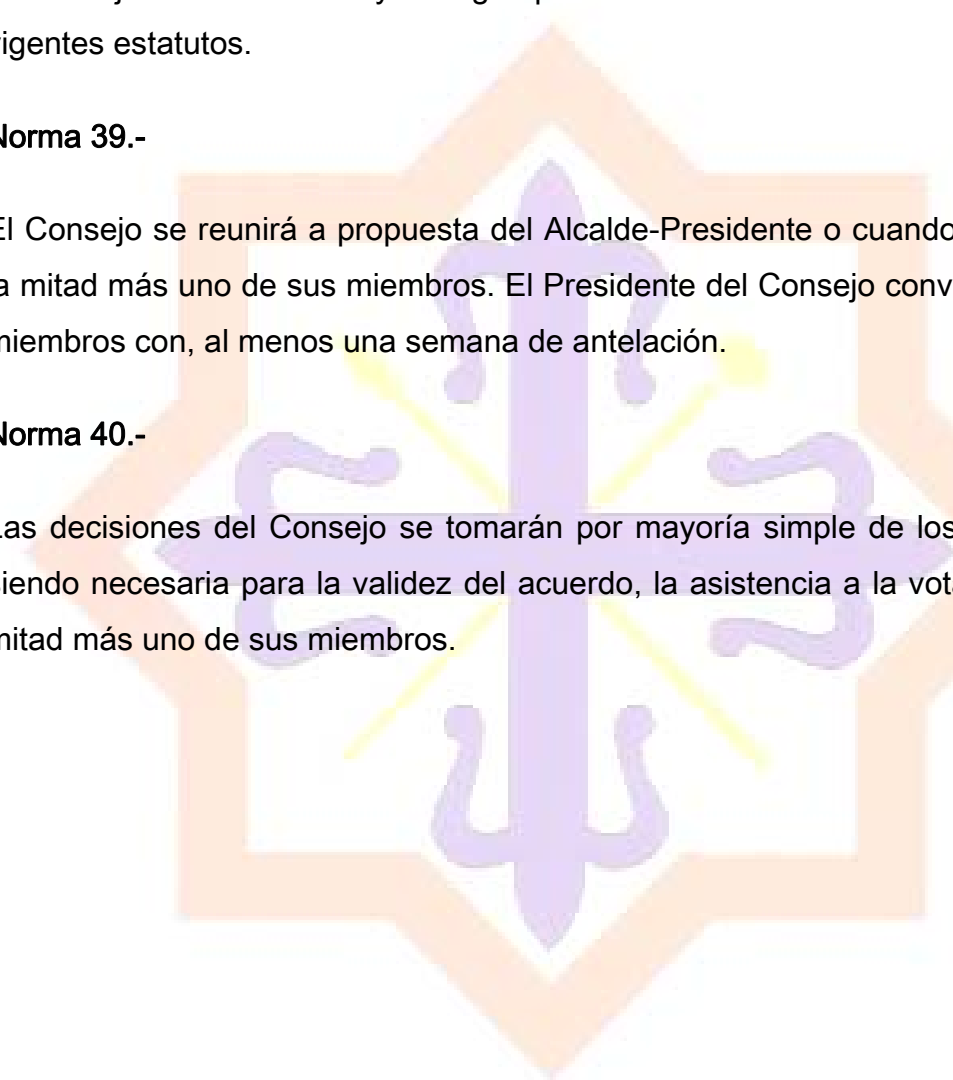 vigentes estatutos.
Norma 39.-
El Consejo se reunirá a propuesta del Alcalde-Presidente o cuando
la mitad más uno de sus miembros. El Presidente del Consejo
miembros con, al menos una semana de antelación.
Norma 40.-
Las decisiones del Consejo se tomarán por mayoría simple de los
siendo necesaria para la validez del acuerdo, la asistencia a la
mitad más uno de sus miembros.